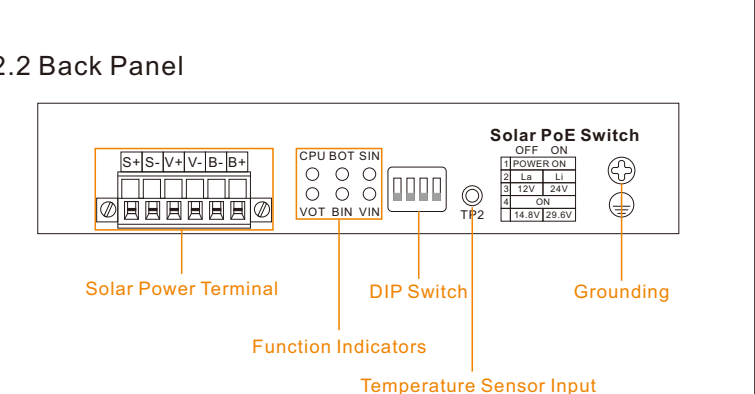 2.2 Back Panel
Solar PoE Switch
OFF ON
S+ S- V+ V- B- B+
CPU BOT SIN
VOT BIN VIN
TP2
1 POWER ON
2 La Li
3 12V 24V
4 ON
14.8V 29.6V
Solar Power Terminal
DIP Switch
Grounding
Function Indicators
Temperature Sensor Input